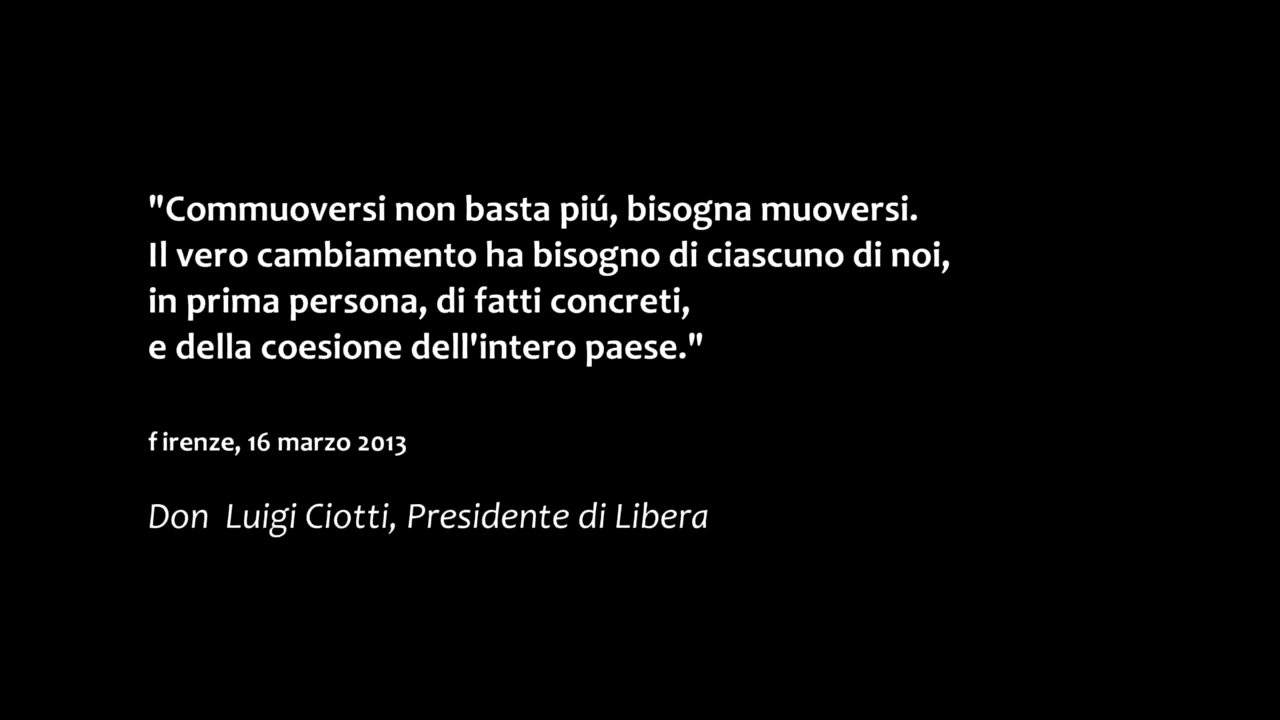 "Commuoversi non basta piú, bisogna muoversi.
Il vero cambiamento ha bisogno di ciascuno di noi,
in prima persona, di fatti concreti,
e della coesione dell'intero paese."
firenze, 16 marzo 2013
Don Luigi Ciotti, Presidente di Libera